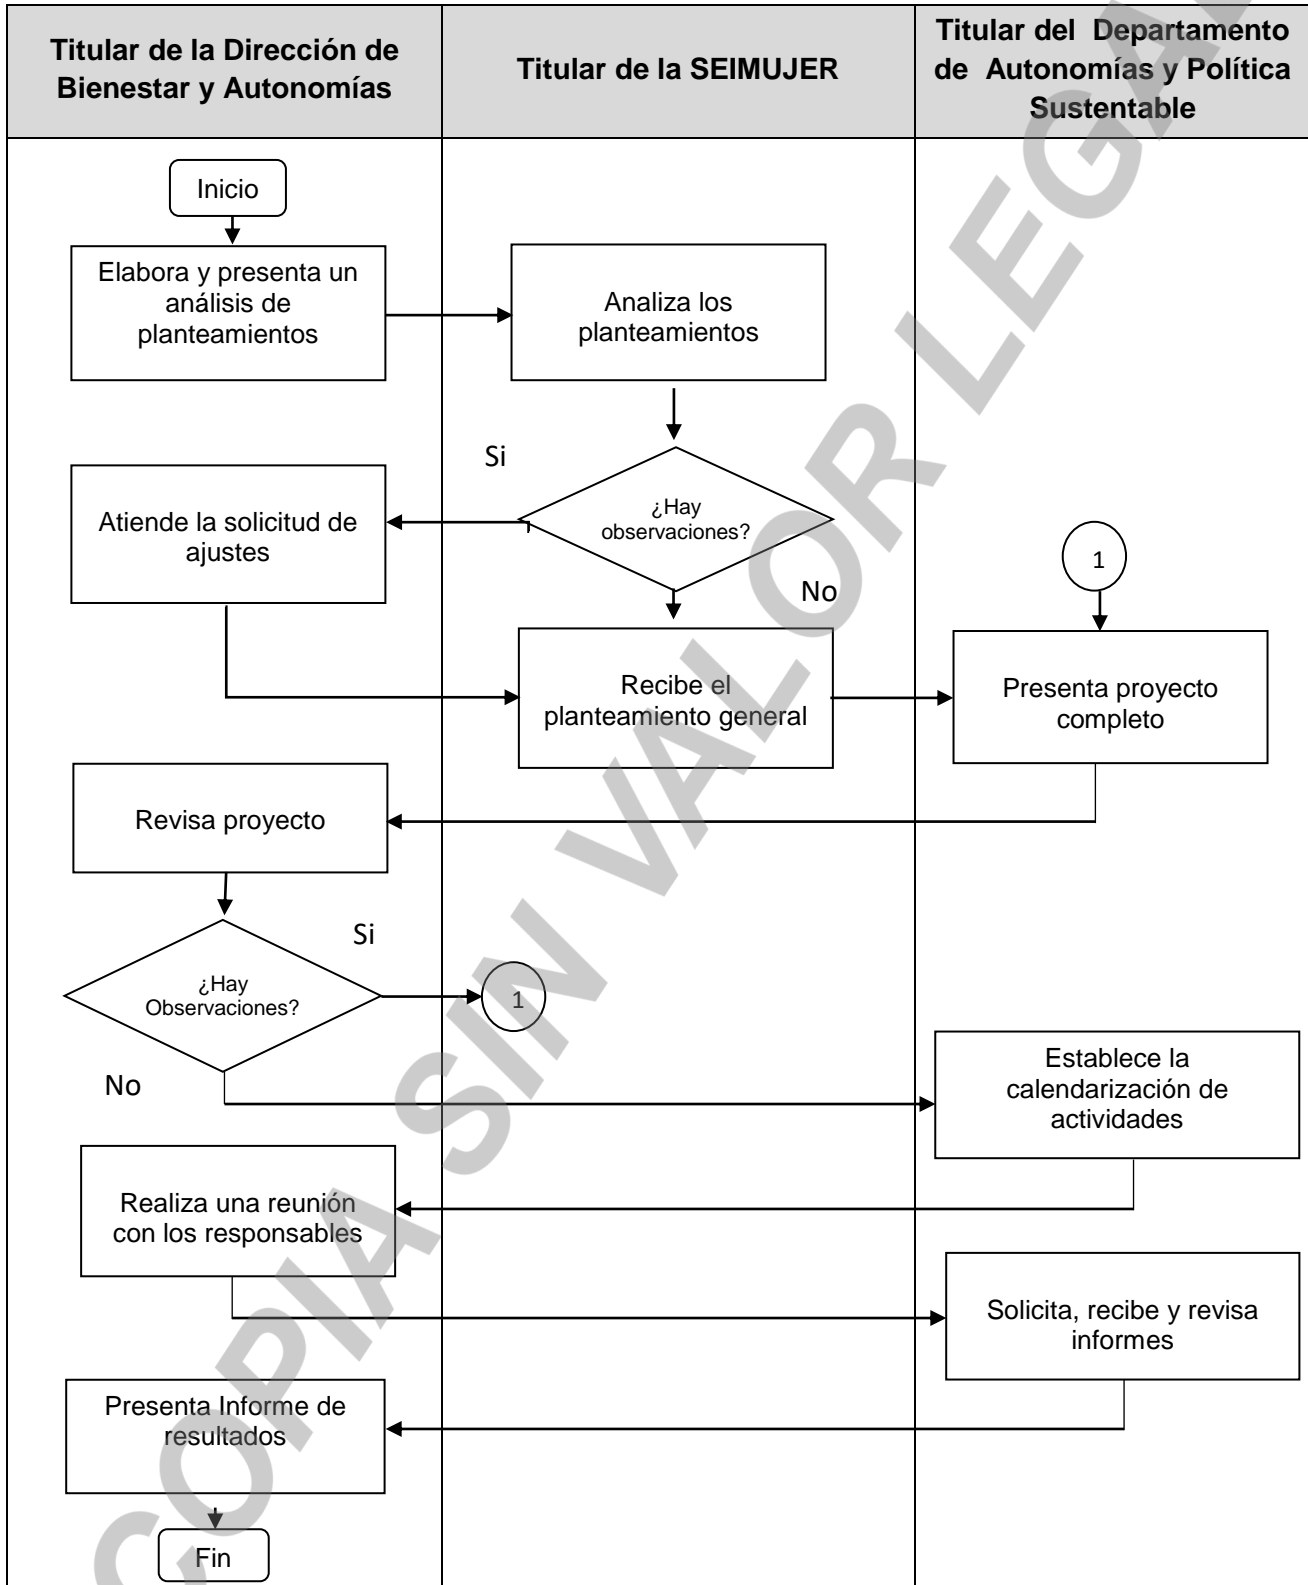 Titular de la Dirección de
Bienestar y Autonomías
Titular de la SEIMUJER
Titular del Departamento
de Autonomías y Política
Sustentable
Inicio
Elabora y presenta un
análisis de
planteamientos
Analiza los
planteamientos
Si
¿Hay
observaciones?
Atiende la solicitud de
ajustes
No
1
Recibe el
planteamiento general
Presenta proyecto
completo
Revisa proyecto
Si
¿Hay
Observaciones?
1
No
Establece la
calendarización de
actividades
Realiza una reunión
con los responsables
Solicita, recibe y revisa
informes
Presenta Informe de
resultados
Fin
COPIA SIN VALOR LEGAL